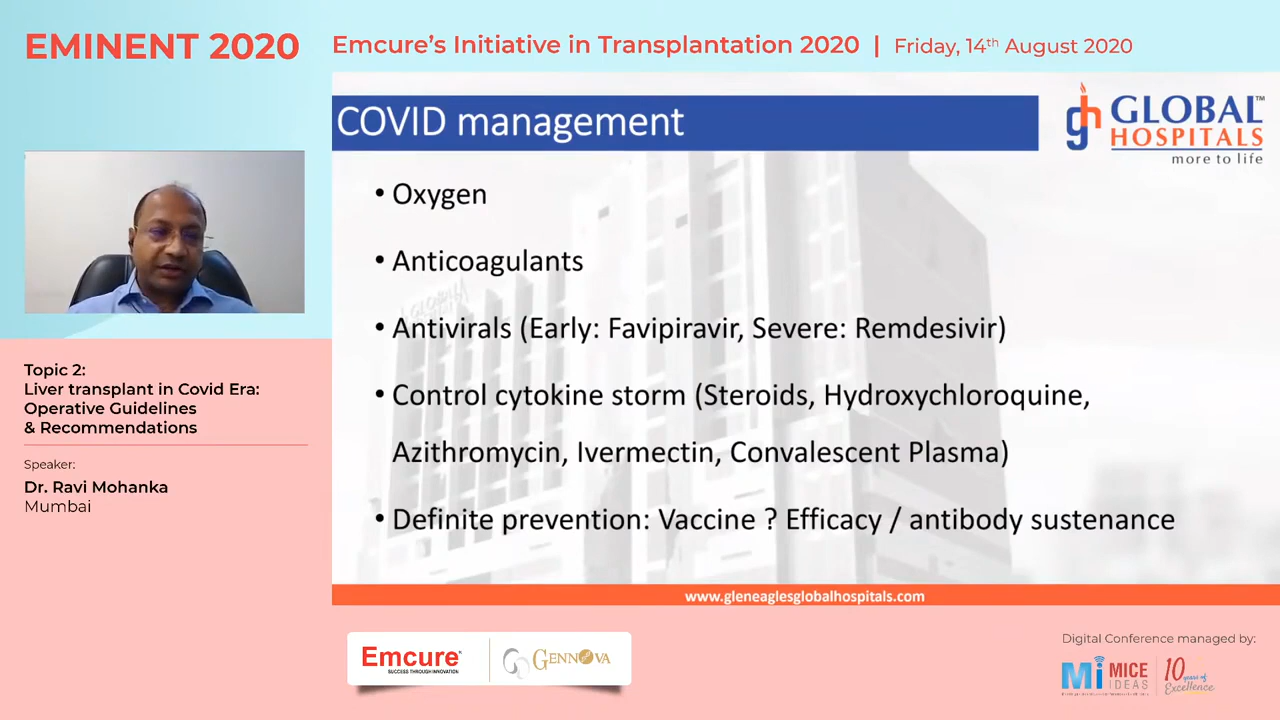 EMINENT 2020
Emcure's Initiative in Transplantation 2020 | Friday, 14th August 2020
COVID management
GLOBAL™
HOSPITALS
more to life
• Oxygen
• Anticoagulants
• Antivirals (Early: Favipiravir, Severe: Remdesivir)
• Control cytokine storm (Steroids, Hydroxychloroquine,
Azithromycin, Ivermectin, Convalescent Plasma)
• Definite prevention: Vaccine ? Efficacy / antibody sustenance
www.gleneaglesglobalhospitals.com
Topic 2:
Liver transplant in Covid Era:
Operative Guidelines
& Recommendations
Speaker:
Dr. Ravi Mohanka
Mumbai
Emcure®
SUCCESS THROUGH INNOVATION
GENNOVA
Digital Conference managed by:
Mi MICE
IDEAS
10 years of
Excellence